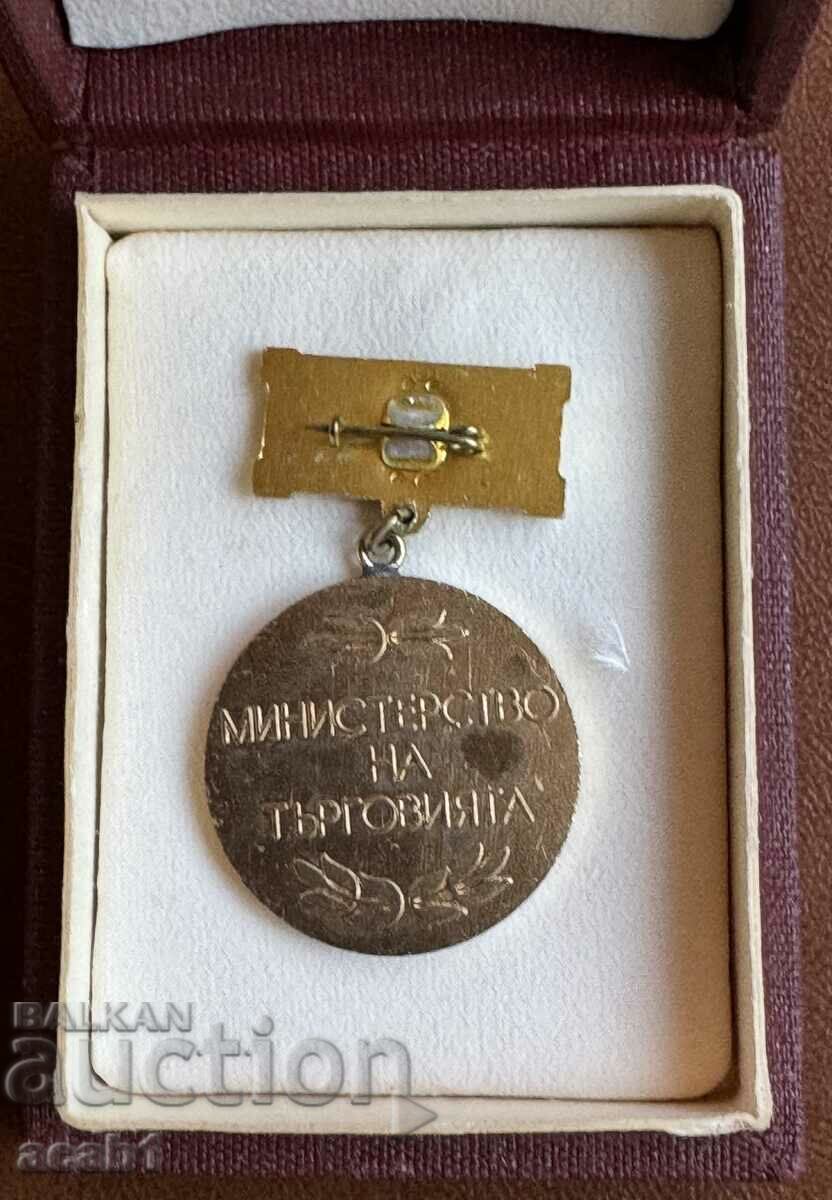 МИНИСТЕРСТВО
НА
ТЪРГОВИЯТА
BALKAN
auction
acab1